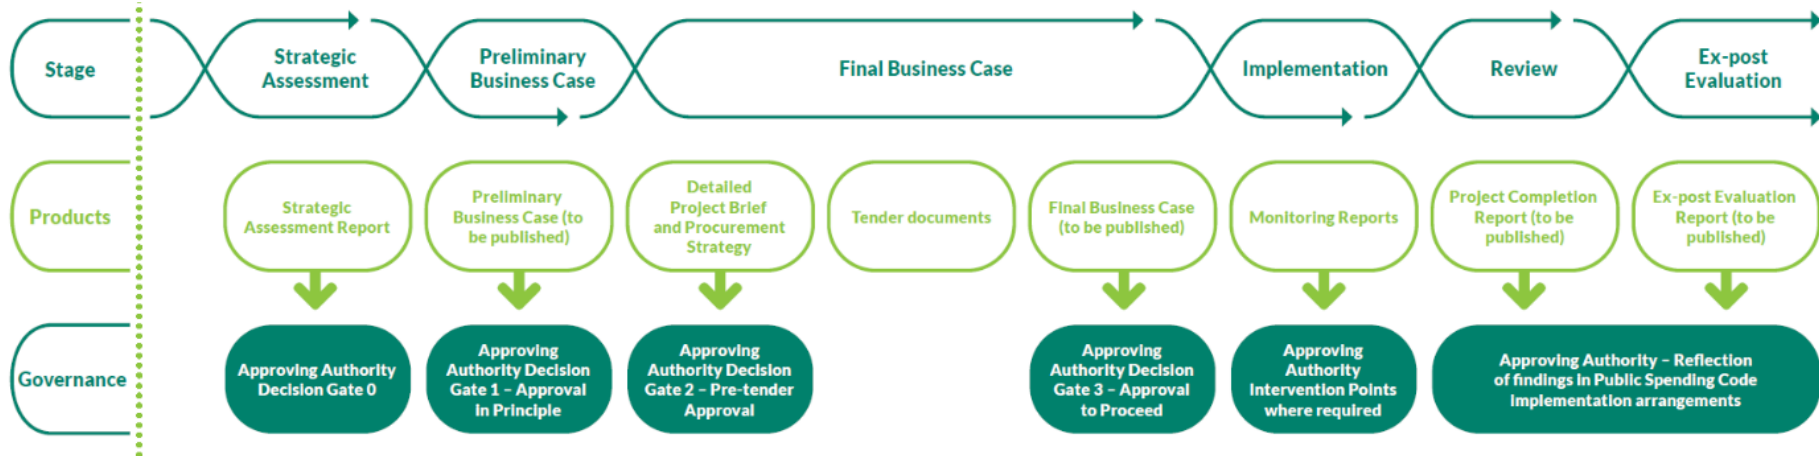 Stage
Strategic
Assessment
Preliminary
Business Case
Final Business Case
Implementation
Review
Ex-post
Evaluation
Products
Strategic
Assessment Report
Preliminary
Business Case (to
be published)
Detailed
Project Brief
and Procurement
Strategy
Tender documents
Final Business Case
(to be published)
Monitoring Reports
Project Completion
Report (to be
published)
Ex-post Evaluation
Report (to be
published)
Governance
Approving Authority
Decision Gate 0
Approving
Authority Decision
Gate 1 – Approval
in Principle
Approving
Authority Decision
Gate 2 – Pre-tender
Approval
Approving
Authority Decision
Gate 3 – Approval
to Proceed
Approving
Authority
Intervention Points
where required
Approving Authority – Reflection
of findings in Public Spending Code
implementation arrangements